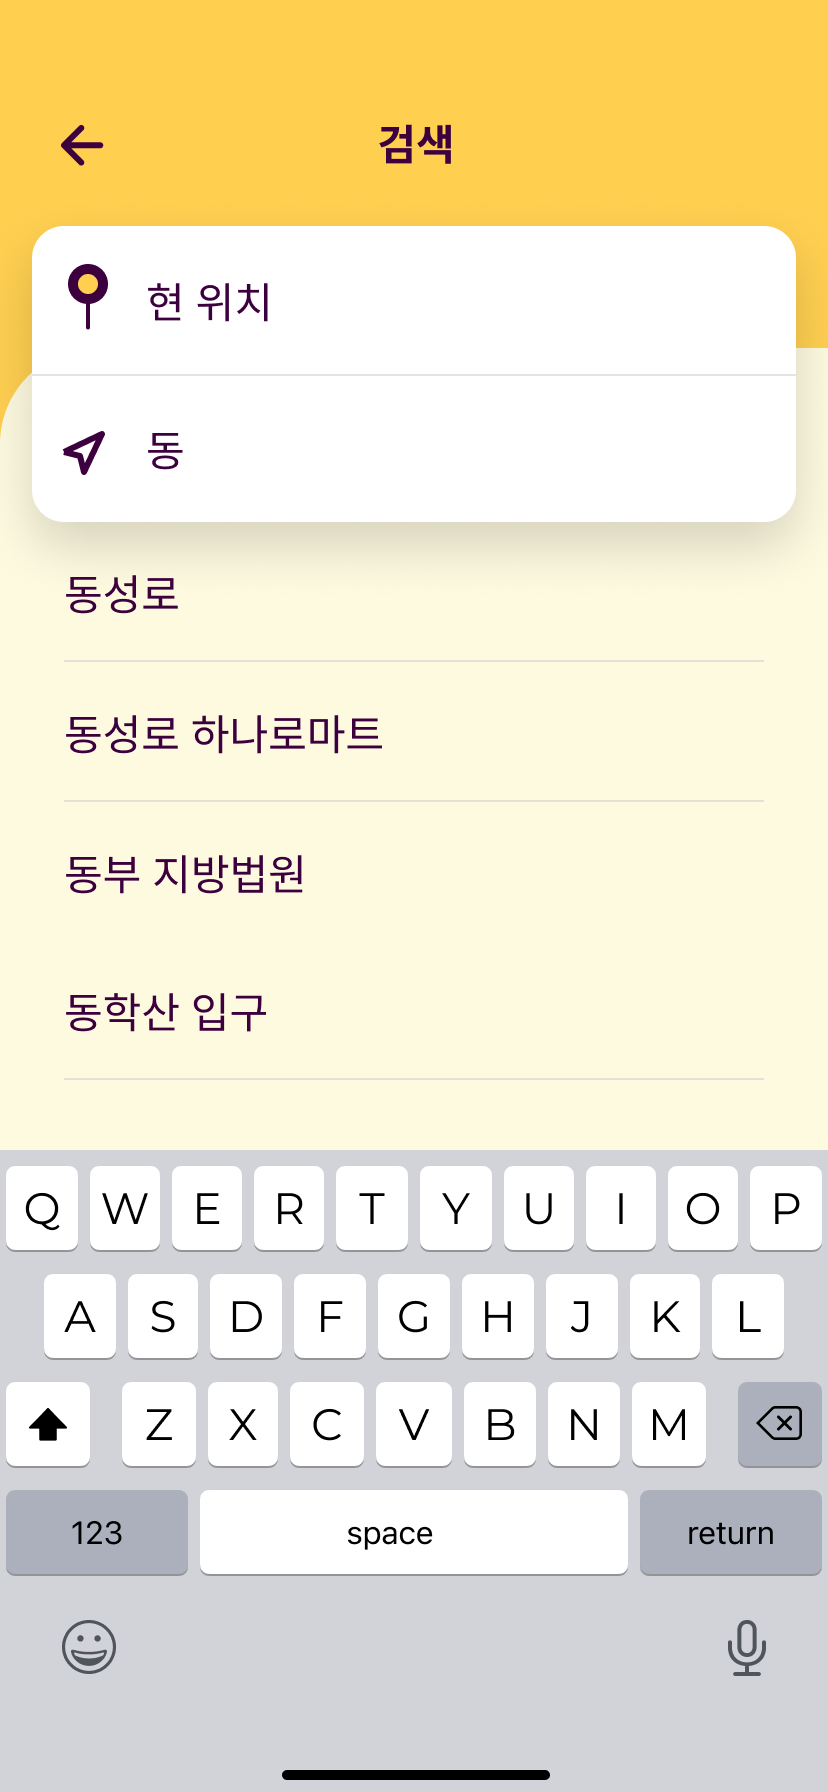 검색
현 위치
동
동성로
동성로 하나로마트
동부 지방법원
동학산 입구
Q W E R T Y U I O P
A S D F G H J K L
Z X C V B N M
123 space return